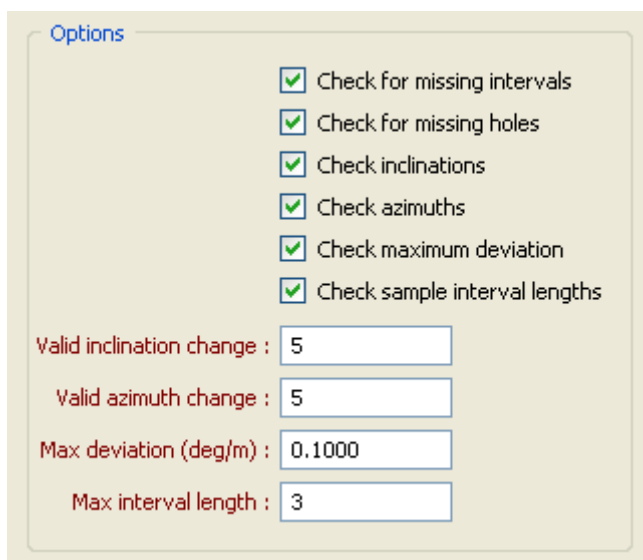 Options
Check for missing intervals
Check for missing holes
Check inclinations
Check azimuths
Check maximum deviation
Check sample interval lengths
Valid inclination change : 5
Valid azimuth change : 5
Max deviation (deg/m) : 0.1000
Max interval length : 3